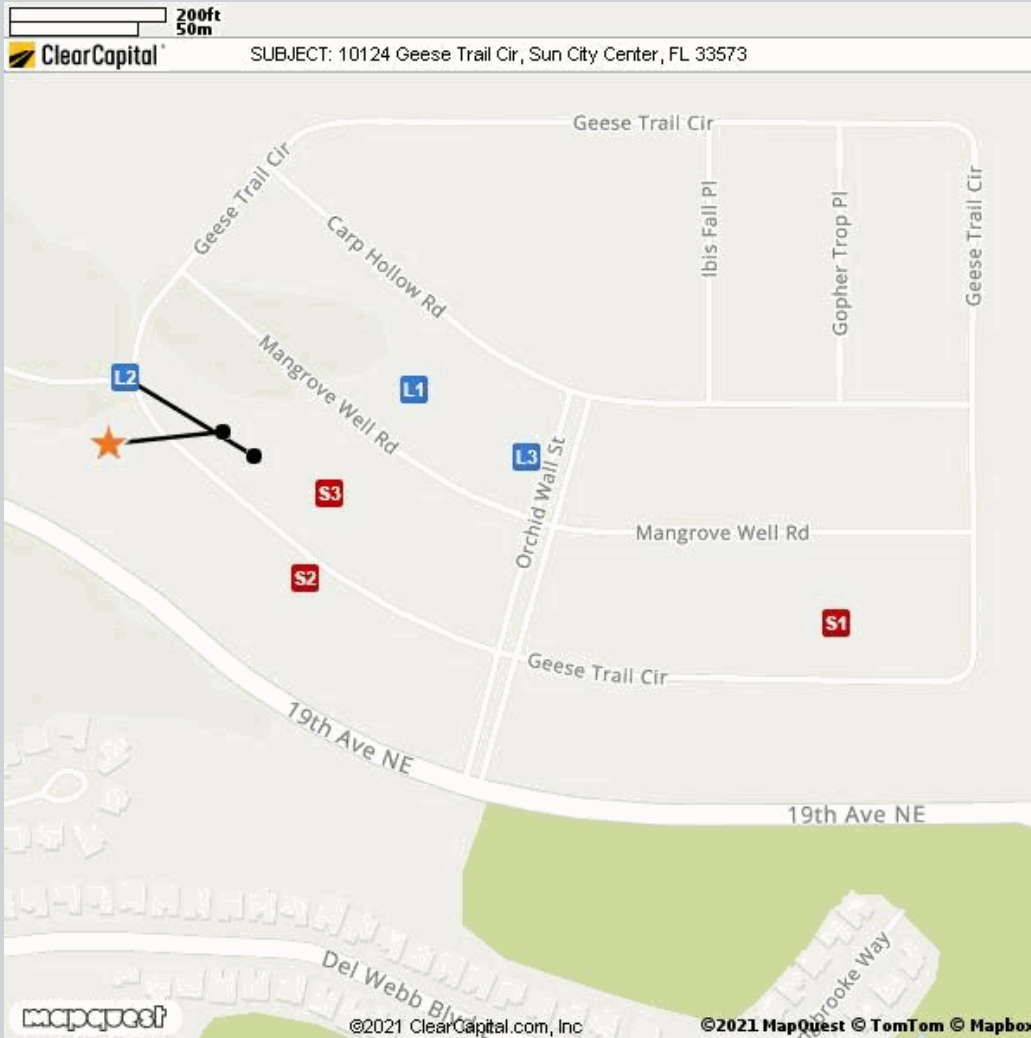 200ft
50m
ClearCapital
SUBJECT: 10124 Geese Trail Cir, Sun City Center, FL 33573
Geese Trail Cir
Geese Trail Cir
Geese Trail Cir
Ibis Fall Pl
Gopher Trop Pl
Carp Hollow Rd
Mangrove Well Rd
L2
L1
L3
Orchid Wall St
S3
Mangrove Well Rd
S2
S1
Geese Trail Cir
19th Ave NE
19th Ave NE
Del Webb Blvd
mapquest
©2021 ClearCapital.com, Inc
©2021 MapQuest © TomTom © Mapbox